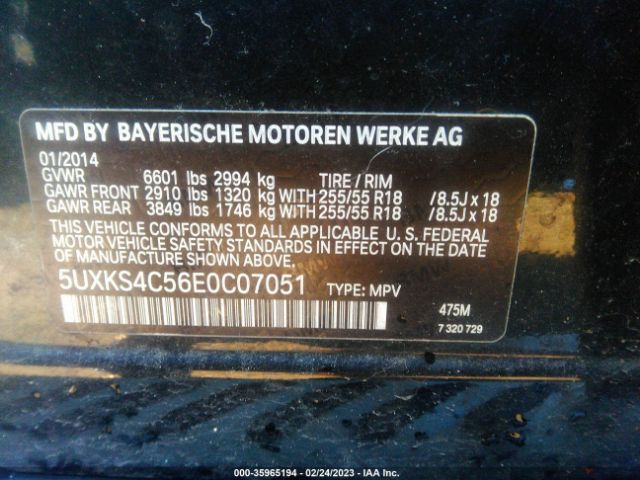 MFD BY BAYERISCHE MOTOREN WERKE AG
01/2014
GVWR 6601 lbs 2994 kg TIRE / RIM
GAWR FRONT 2910 lbs 1320 kg WITH 255/55 R18 /8.5J x 18
GAWR REAR 3849 lbs 1746 kg WITH 255/55 R18 /8.5J x 18
THIS VEHICLE CONFORMS TO ALL APPLICABLE U. S. FEDERAL
MOTOR VEHICLE SAFETY STANDARDS IN EFFECT ON THE DATE
OF MANUFACTURE SHOWN ABOVE.
5UXKS4C56E0C07051 TYPE: MPV
475M
7 320 729
000-35965194 - 02/24/2023 - IAA Inc.